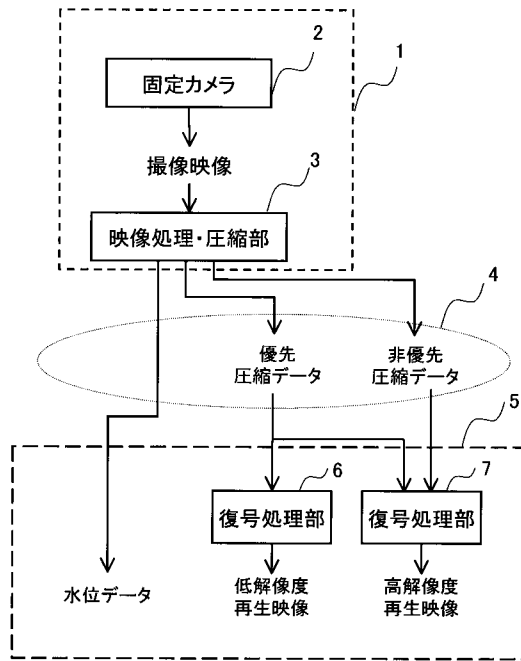 2
1
固定カメラ
撮像映像
3
映像処理・圧縮部
4
優先
圧縮データ
非優先
圧縮データ
5
6
7
復号処理部
復号処理部
水位データ
低解像度
再生映像
高解像度
再生映像